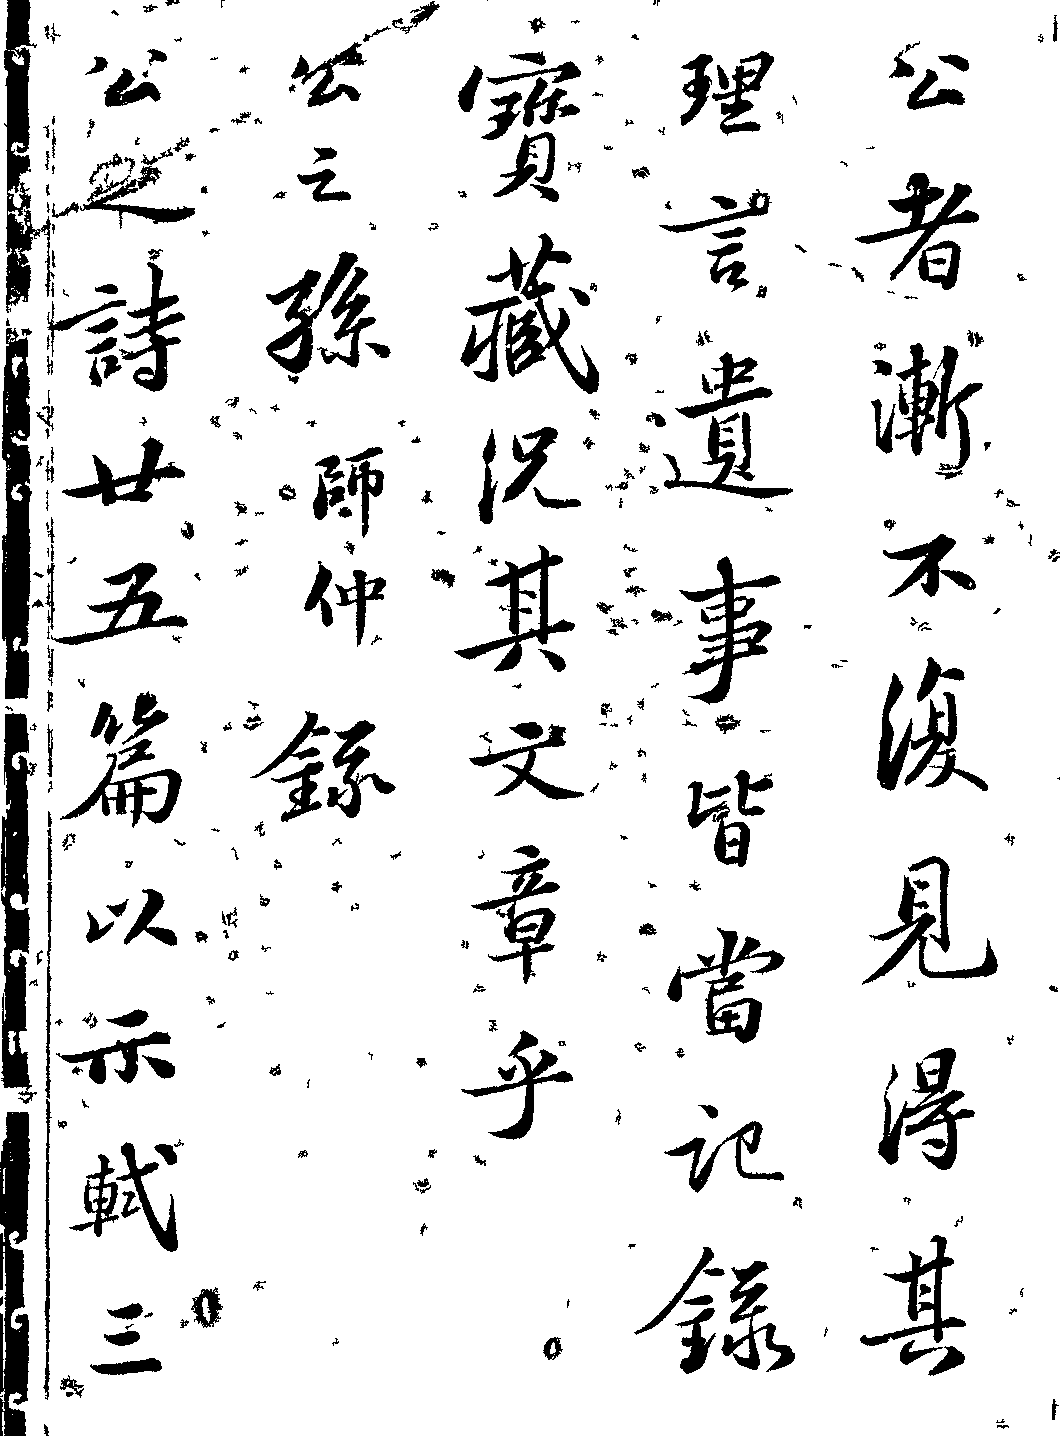 公者漸不復見得其
理言遺事皆當記錄
寶藏況其文章乎
公之孫師仲錄
公之詩廿五篇以示軾三